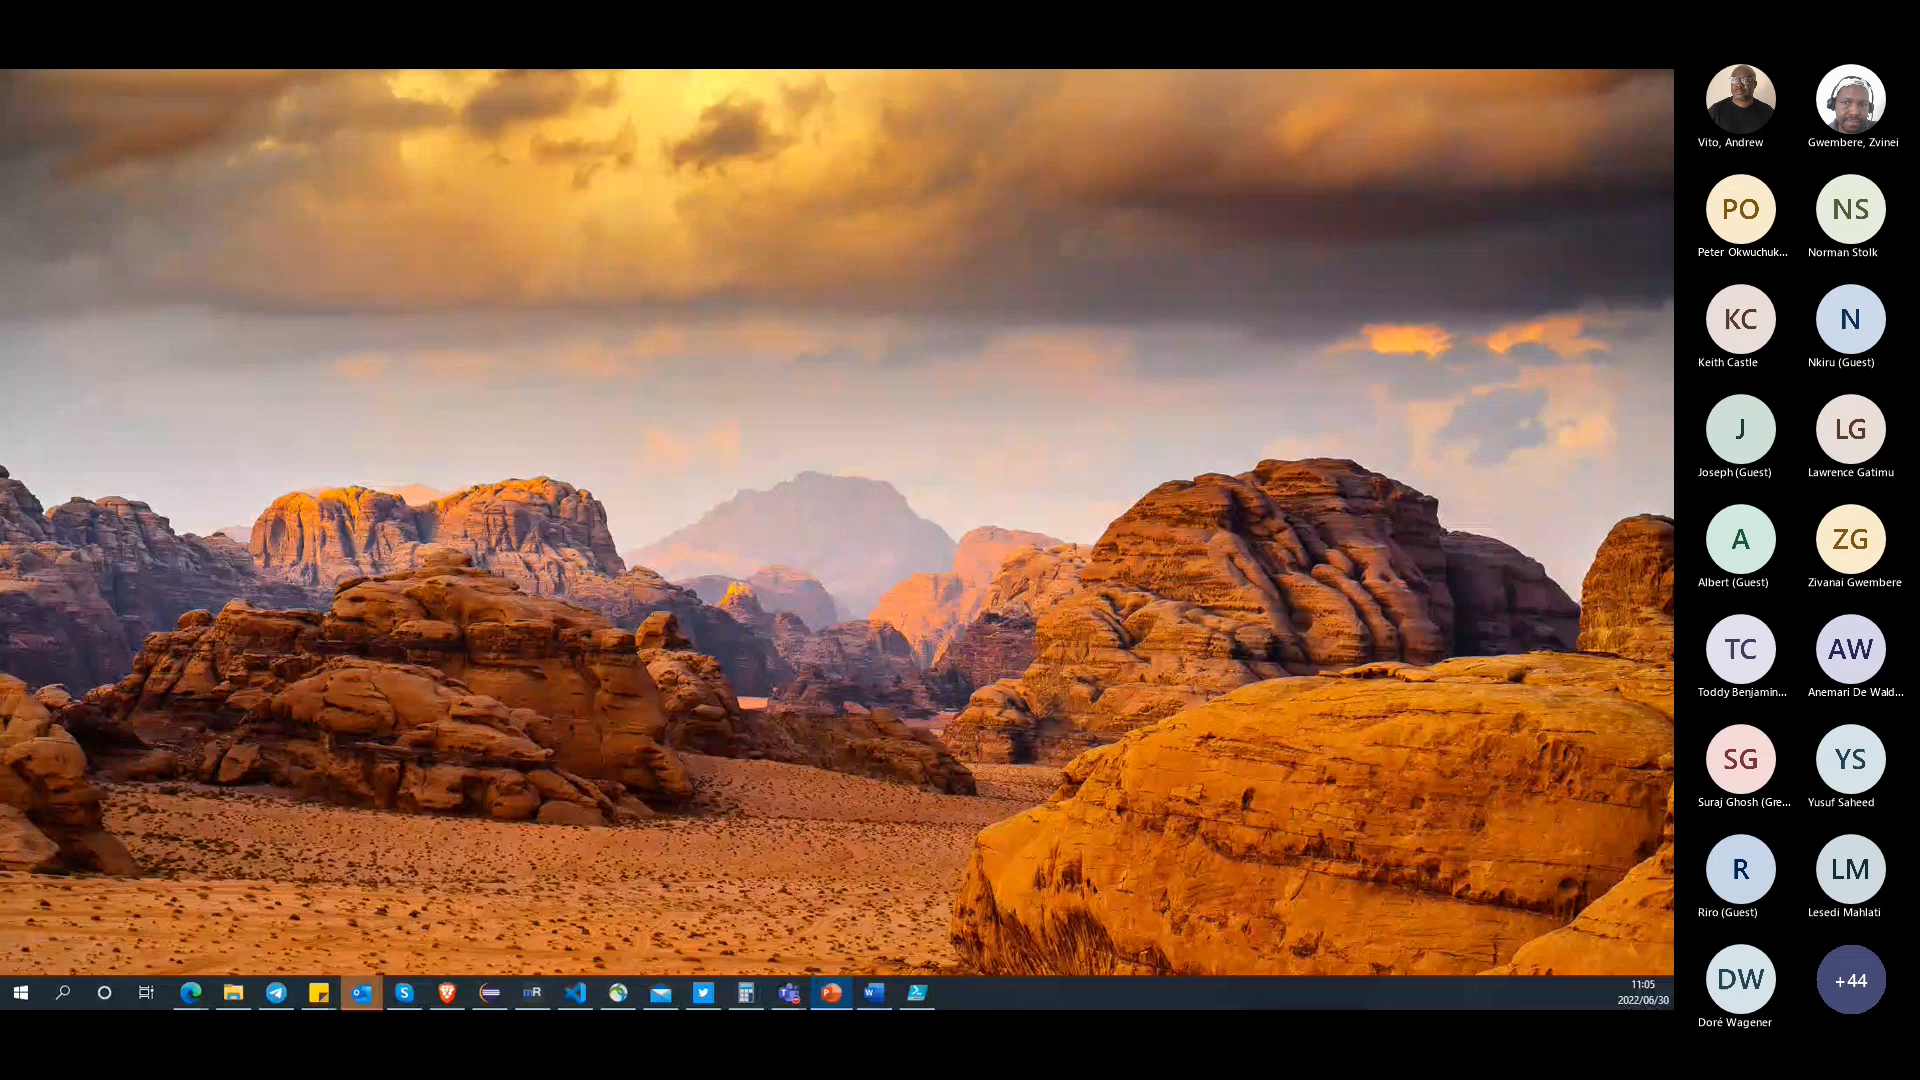 Vito, Andrew
Gwembere, Zvinei
PO
NS
Peter Okwuchuk...
Norman Stolk
KC
N
Keith Castle
Nkiru (Guest)
J
LG
Joseph (Guest)
Lawrence Gatimu
A
ZG
Albert (Guest)
Zivanai Gwembere
TC
AW
Toddy Benjamin...
Anemari De Wald...
SG
YS
Suraj Ghosh (Gre...
Yusuf Saheed
R
LM
Riro (Guest)
Lesedi Mahlati
DW
+44
Doré Wagener
mR
11:05
2022/06/30